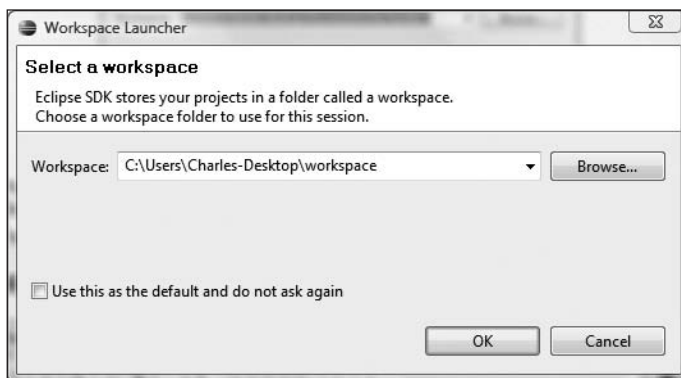 Workspace Launcher
Select a workspace
Eclipse SDK stores your projects in a folder called a workspace.
Choose a workspace folder to use for this session.
Workspace: C:\Users\Charles-Desktop\workspace Browse...
Use this as the default and do not ask again
OK Cancel